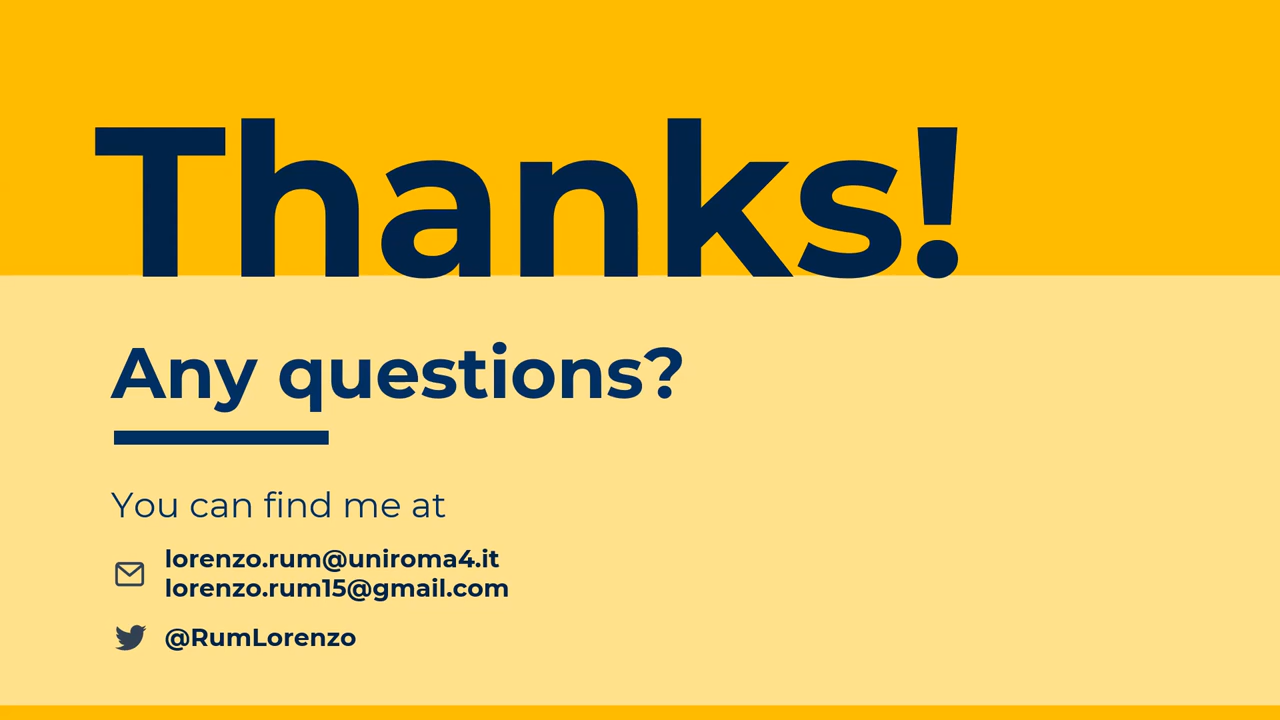 Thanks!
Any questions?
You can find me at
lorenzo.rum@uniroma4.it
lorenzo.rum15@gmail.com
@RumLorenzo